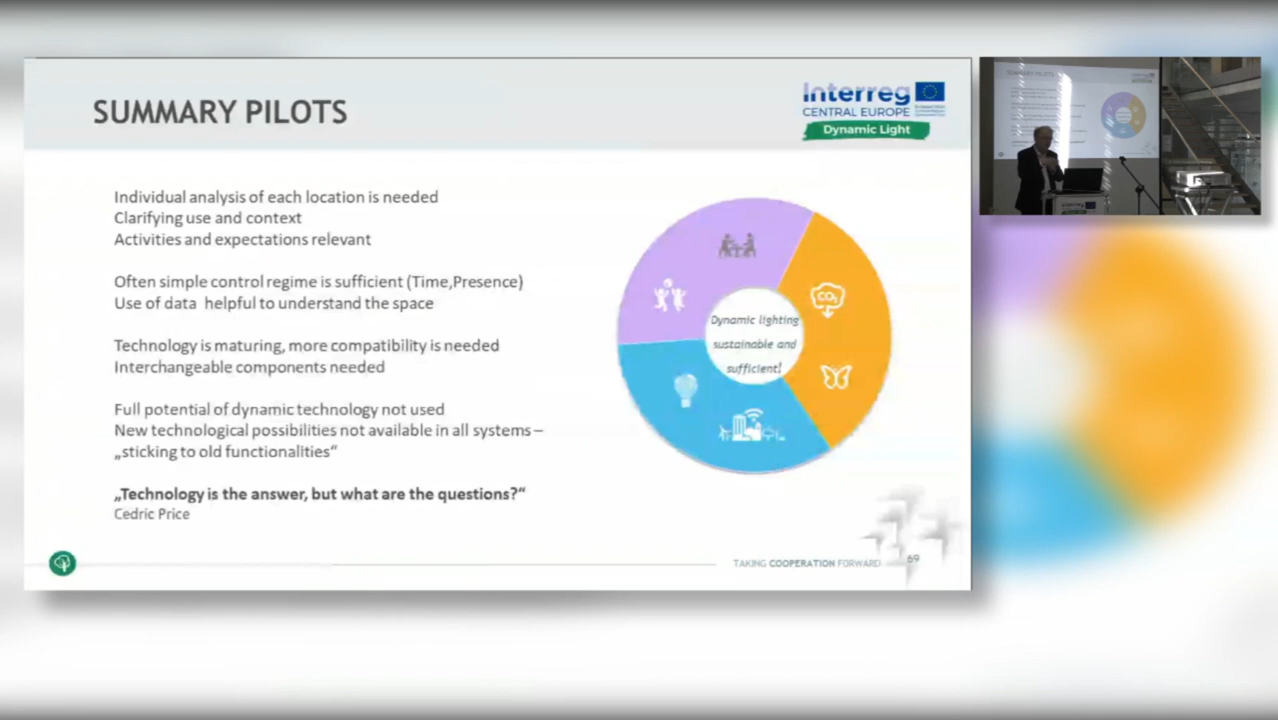 SUMMARY PILOTS
Interreg
CENTRAL EUROPE
Dynamic Light
Individual analysis of each location is needed
Clarifying use and context
Activities and expectations relevant
Often simple control regime is sufficient (Time,Presence)
Use of data helpful to understand the space
Technology is maturing, more compatibility is needed
Interchangeable components needed
Full potential of dynamic technology not used
New technological possibilities not available in all systems –
„sticking to old functionalities“
„Technology is the answer, but what are the questions?“
Cedric Price
CO₂
Dynamic lighting
sustainable and
sufficient!
TAKING COOPERATION FORWARD
69
SUMMARY PILOTS
Interreg